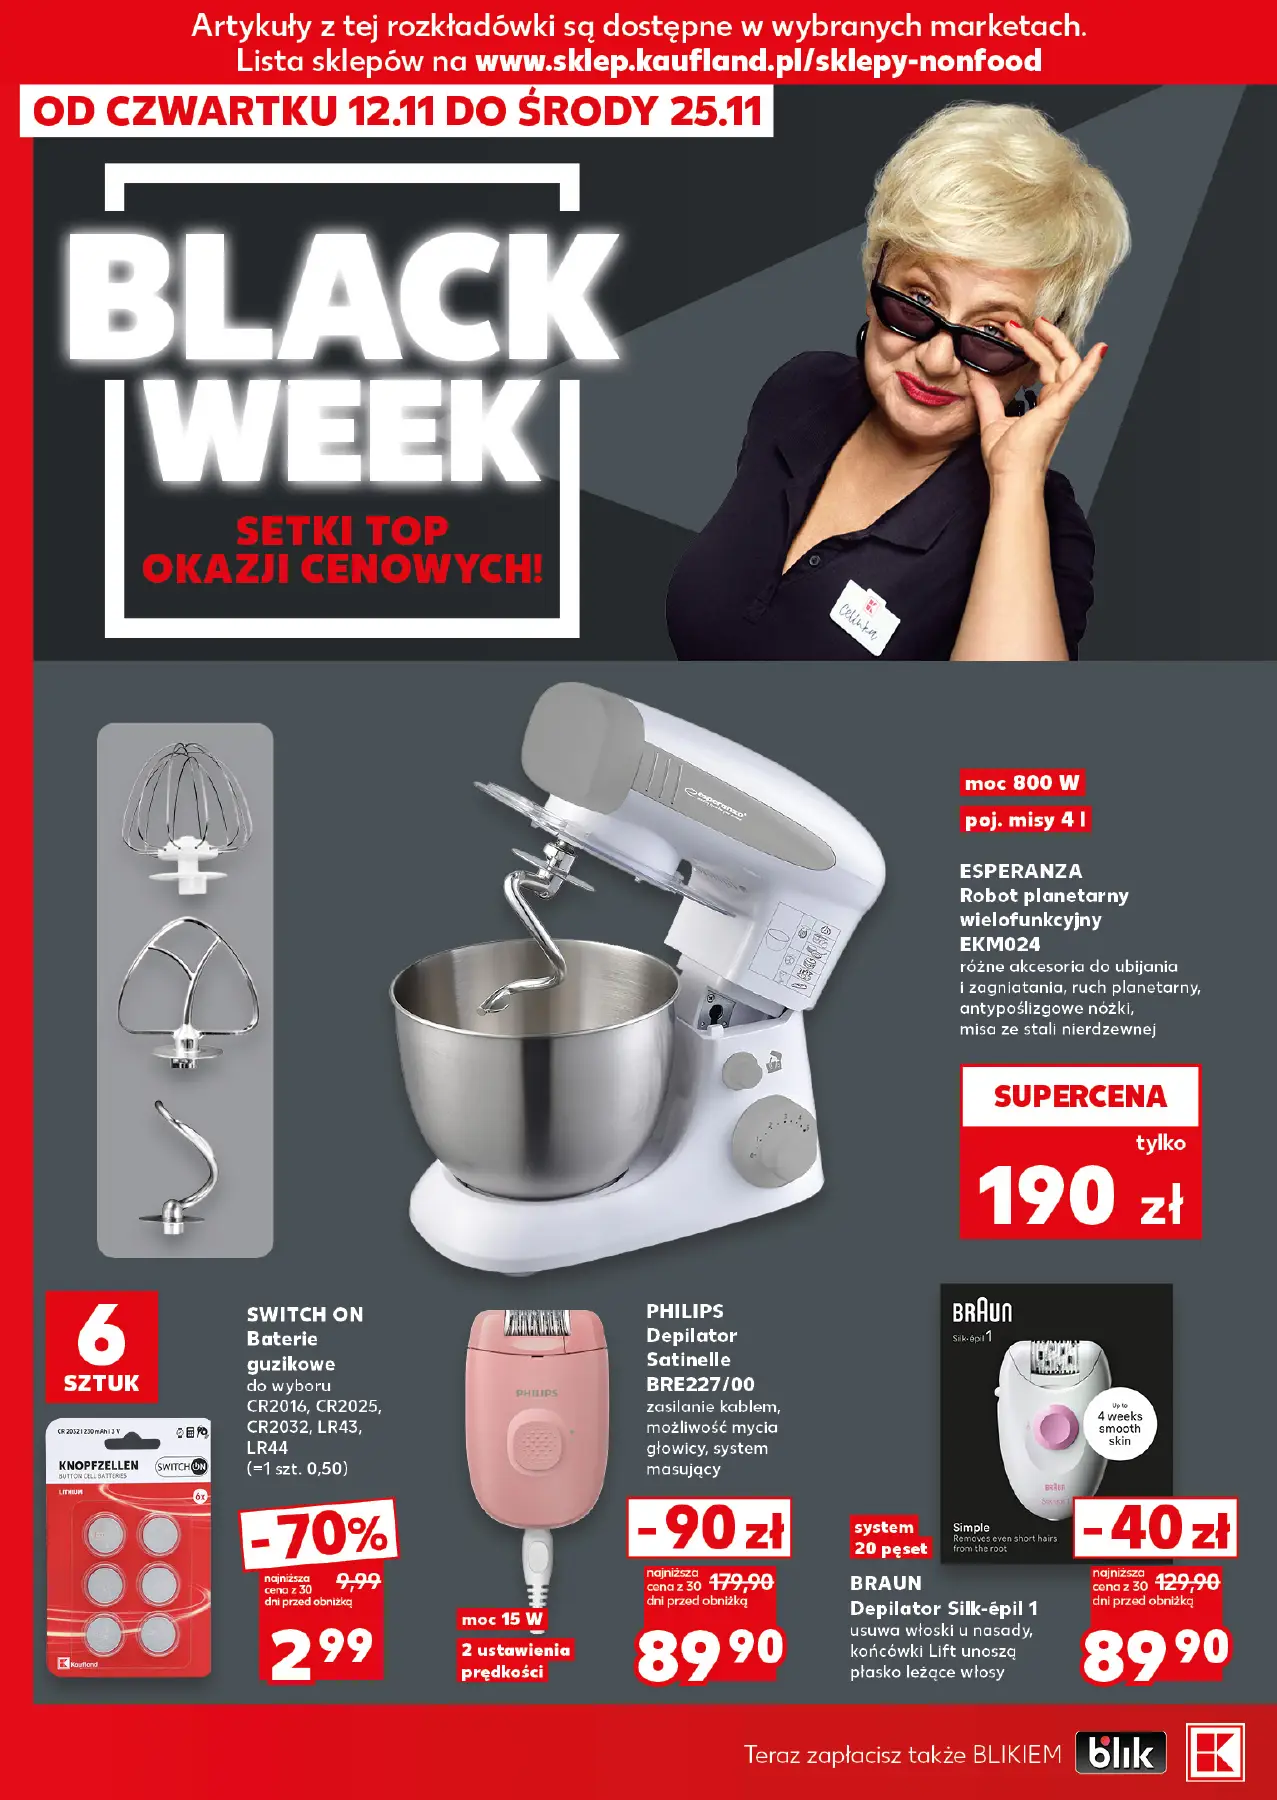 Artykuły z tej rozkładówki są dostępne w wybranych marketach.
Lista sklepów na www.sklep.kaufland.pl/sklepy-nonfood
OD CZWARTKU 12.11 DO ŚRODY 25.11
BLACK
WEEK
SETKI TOP
OKAZJI CENOWYCH!
Celinka
esperanza
moc 800 W
poj. misy 4 l
ESPERANZA
Robot planetarny
wielofunkcyjny
EKM024
różne akcesoria do ubijania
i zagniatania, ruch planetarny,
antypoślizgowe nóżki,
misa ze stali nierdzewnej
SUPERCENA
tylko
190 zł
6
SZTUK
SWITCH ON
Baterie
guzikowe
do wyboru
CR2016, CR2025,
CR2032, LR43,
LR44
(=1 szt. 0,50)
KNOPFZELLEN
BUTTON CELL BATTERIES
SWITCH ON
LITHIUM
6x
Kaufland
-70%
najniższa
cena z 30
dni przed obniżką
9,99
2.99
PHILIPS
moc 15 W
2 ustawienia
prędkości
PHILIPS
Depilator
Satinelle
BRE227/00
zasilanie kablem,
możliwość mycia
głowicy, system
masujący
-90 zł
najniższa
cena z 30
dni przed obniżką
179,90
89.90
BRAUN
Silk-épil 1
Up to
4 weeks
smooth
skin
BRAUN
Simple
Removes even short hairs
from the root
system
20 pęset
BRAUN
Depilator Silk-épil 1
usuwa włoski u nasady,
końcówki Lift unoszą
płasko leżące włosy
-40 zł
najniższa
cena z 30
dni przed obniżką
129,90
89.90
Teraz zapłacisz także BLIKIEM
blik